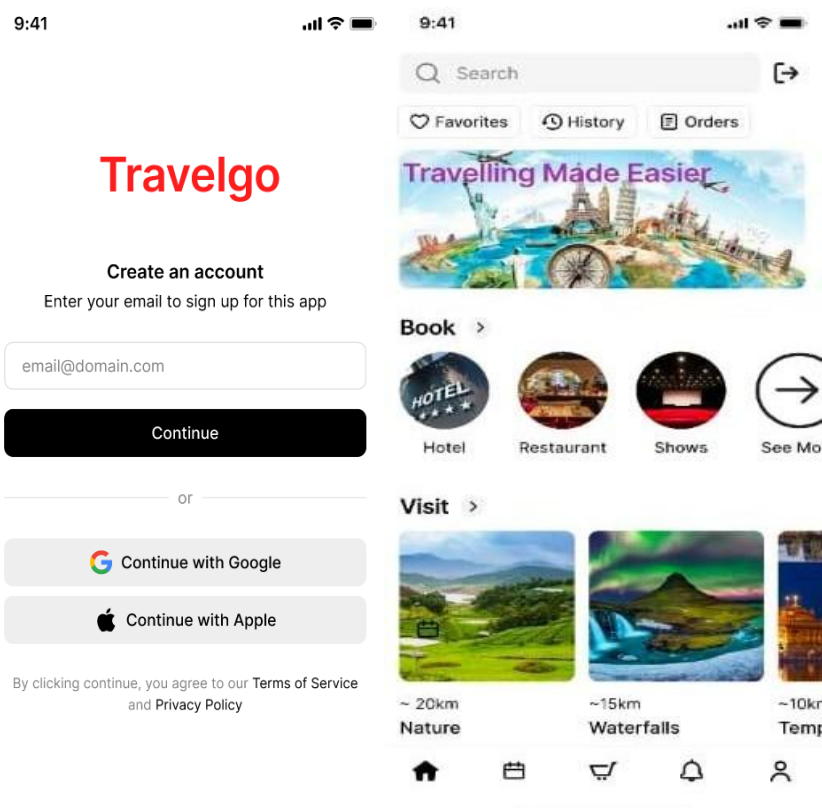 9:41
Travelgo
Create an account
Enter your email to sign up for this app
email@domain.com
Continue
or
Continue with Google
Continue with Apple
By clicking continue, you agree to our Terms of Service
and Privacy Policy
9:41
Search
Favorites History Orders
Travelling Made Easier
Book >
HOTEL
Hotel Restaurant Shows See Mo
Visit >
~ 20km ~15km ~10kr
Nature Waterfalls Temp